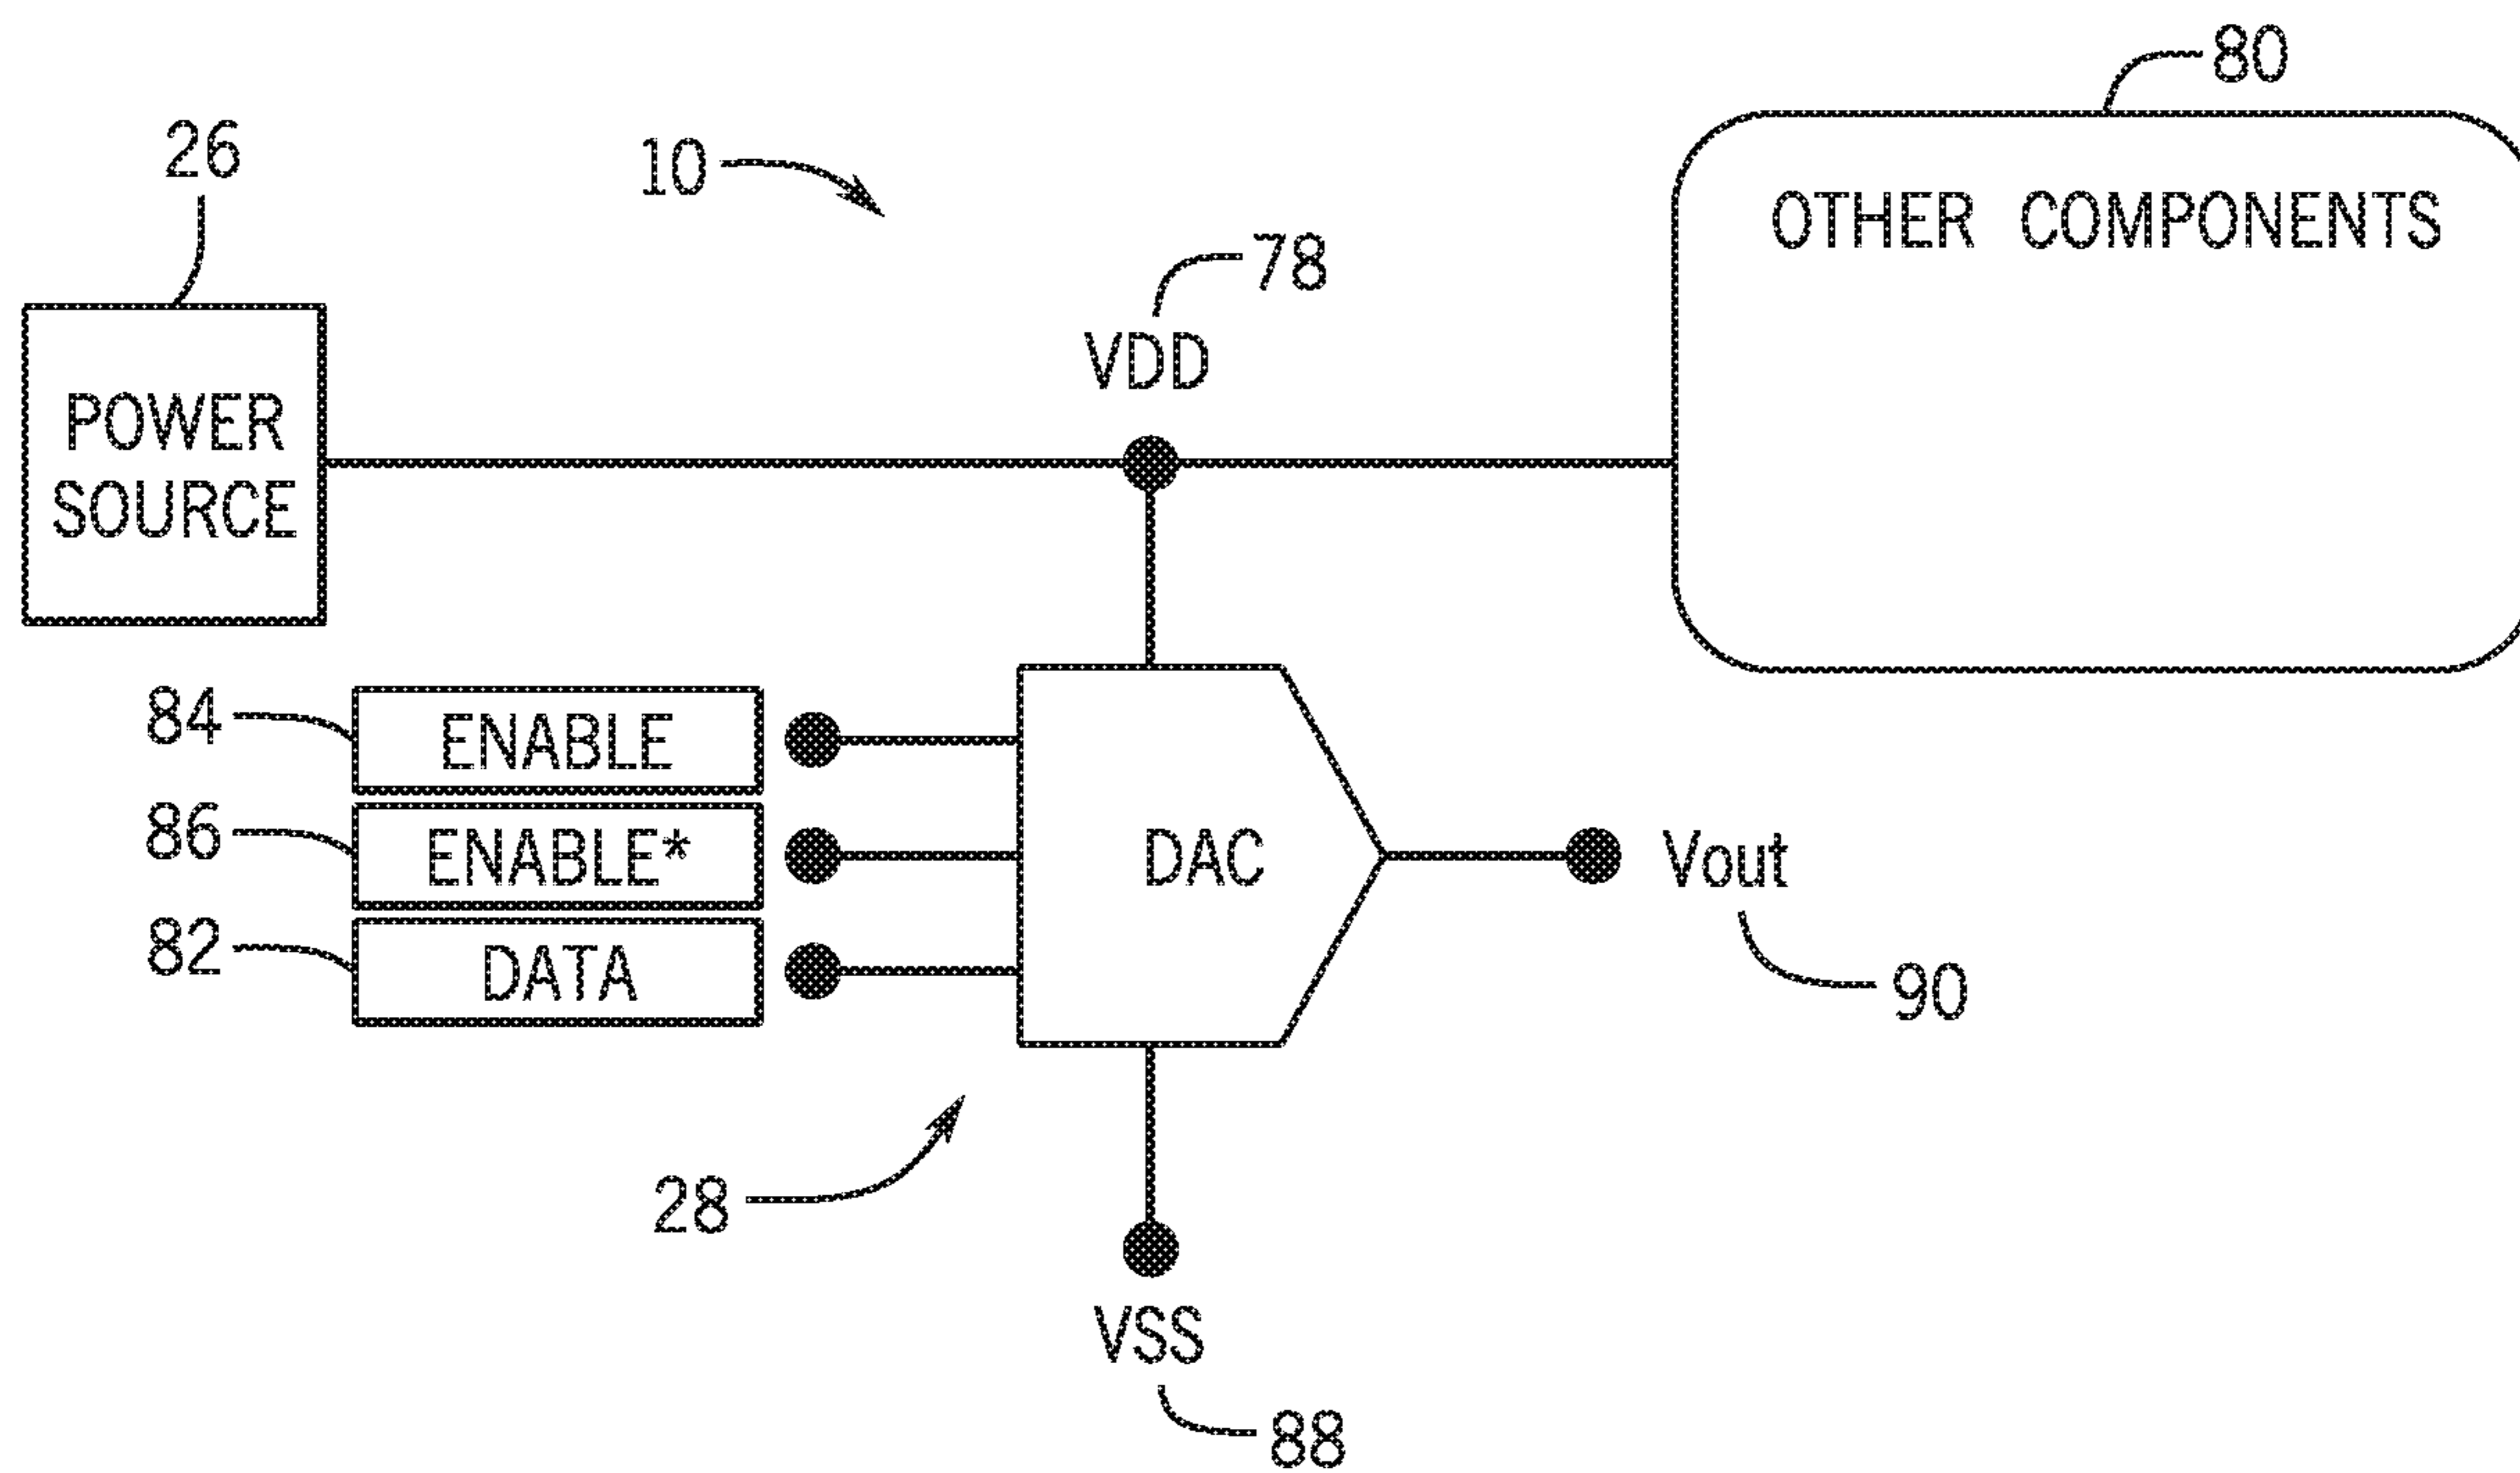 80
26
10
OTHER COMPONENTS
78
VDD
POWER
SOURCE
84
ENABLE
86
ENABLE*
DAC
Vout
82
DATA
90
28
VSS
88